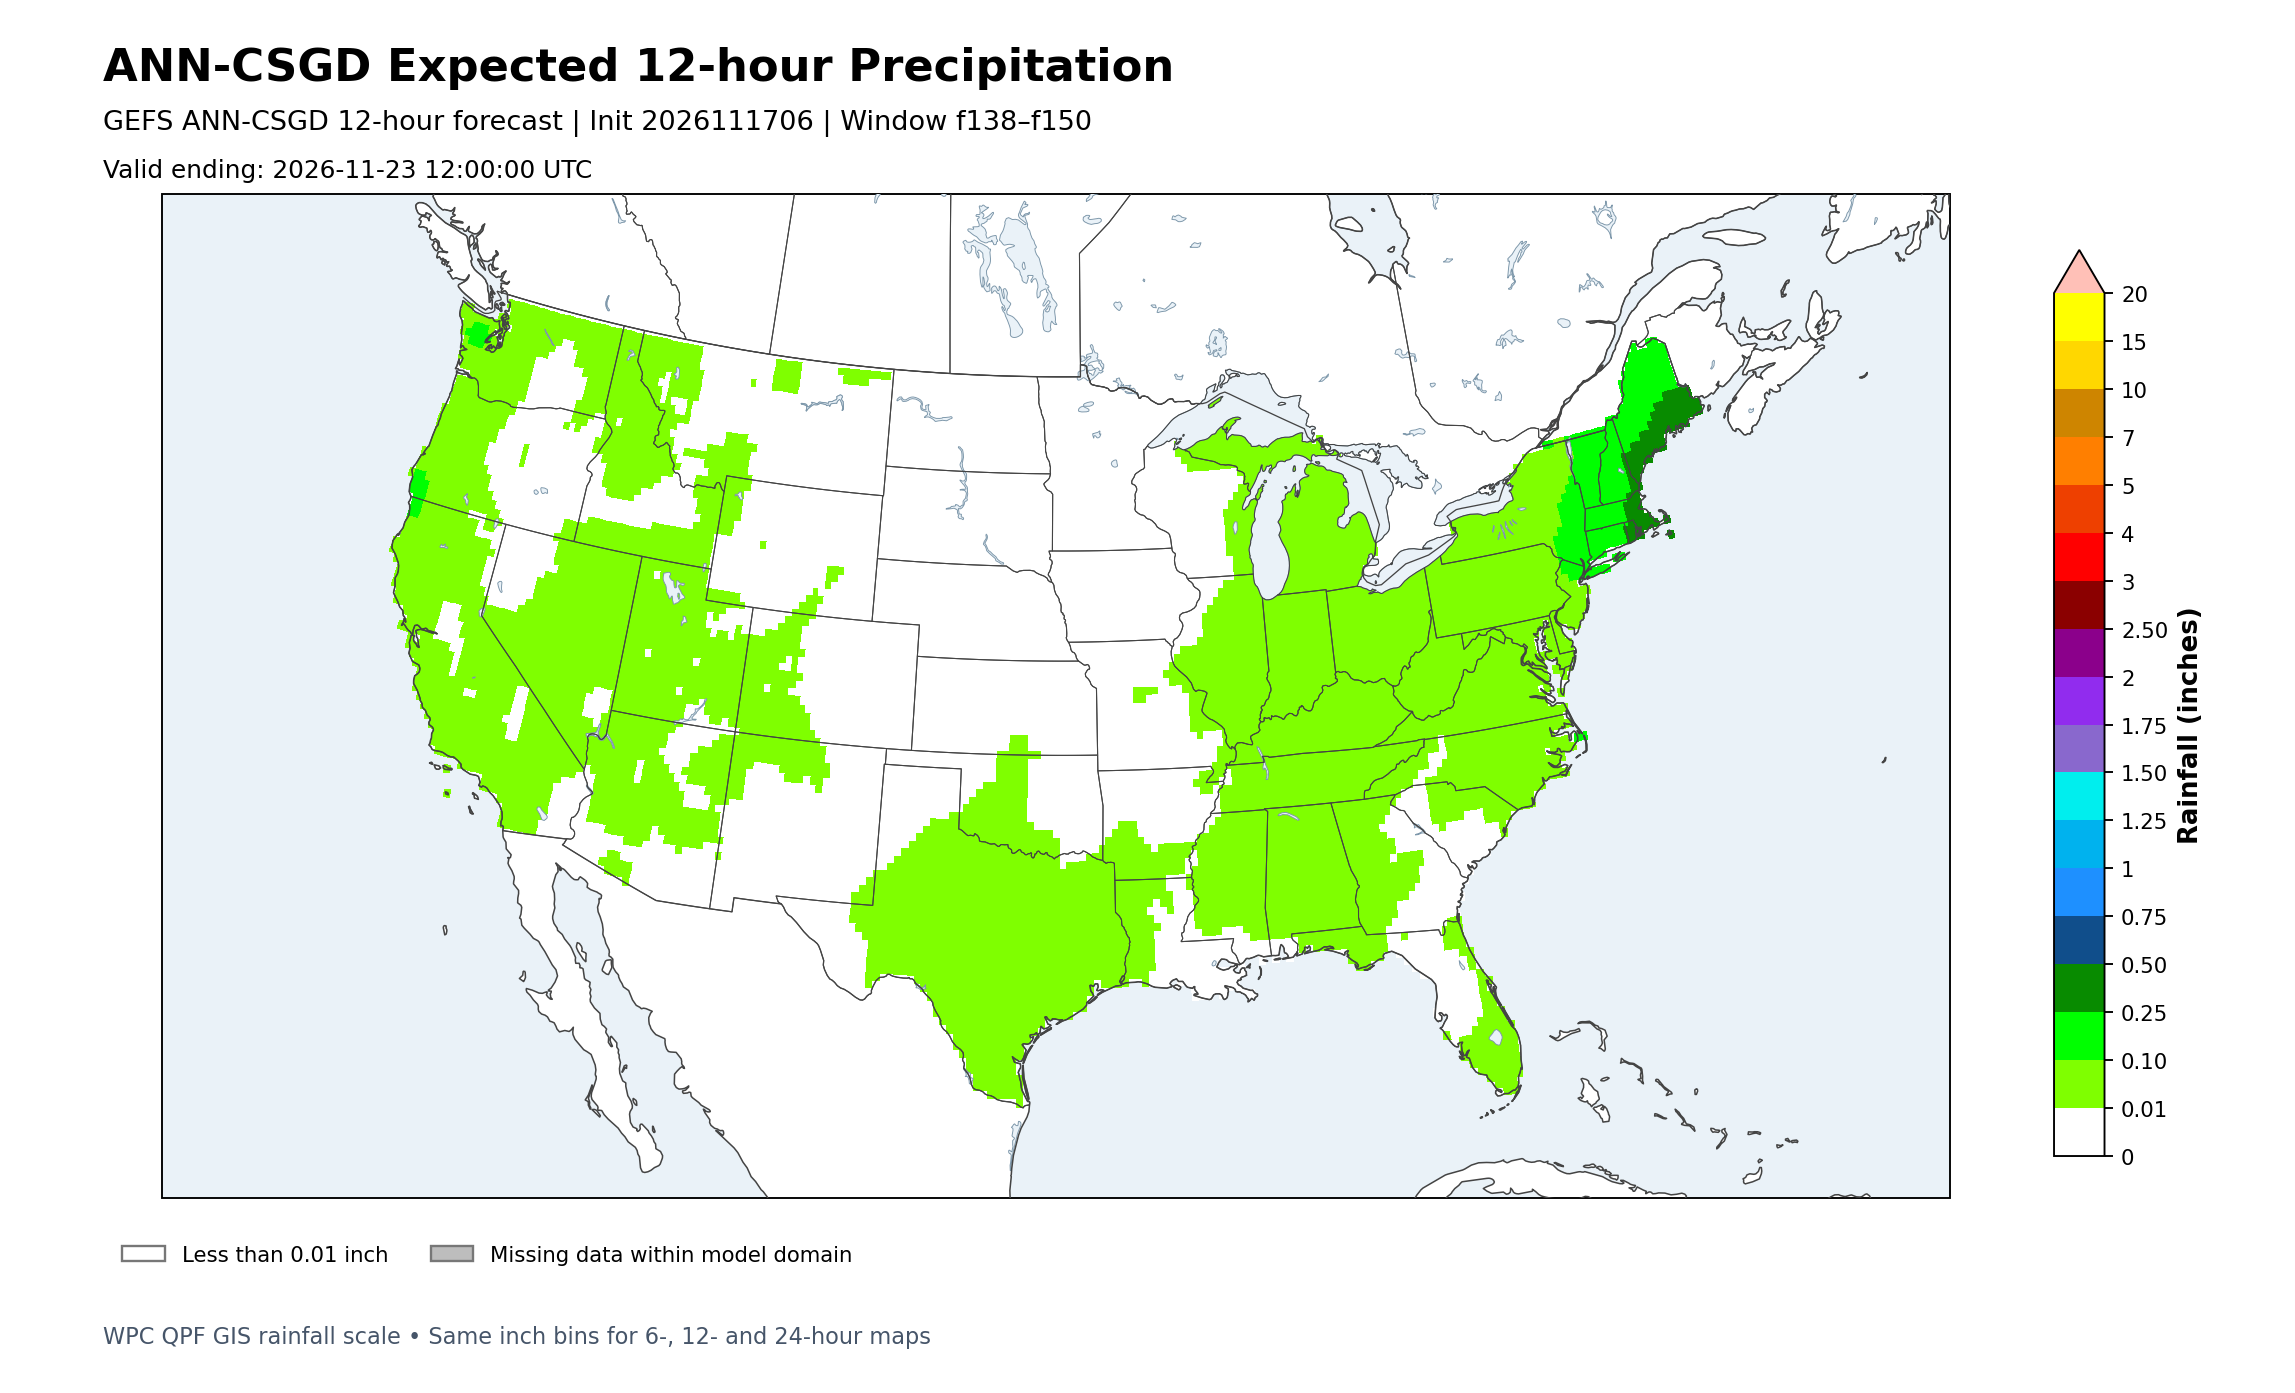 ANN-CSGD Expected 12-hour Precipitation
GEFS ANN-CSGD 12-hour forecast | Init 2026111706 | Window f138–f150
Valid ending: 2026-11-23 12:00:00 UTC
20
15
10
7
5
4
3
2.50
2
1.75
1.50
1.25
1
0.75
0.50
0.25
0.10
0.01
0
Rainfall (inches)
Less than 0.01 inch
Missing data within model domain
WPC QPF GIS rainfall scale • Same inch bins for 6-, 12- and 24-hour maps